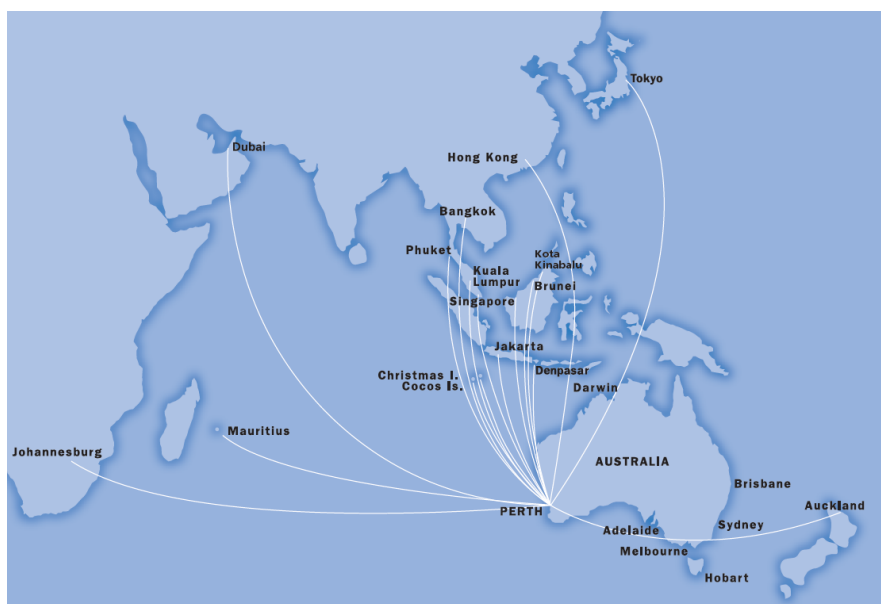 Tokyo
Dubai
Hong Kong
Bangkok
Phuket
Kota
Kinabalu
Kuala
Lumpur
Brunei
Singapore
Jakarta
Denpasar
Christmas I.
Cocos Is.
Darwin
Mauritius
Johannesburg
AUSTRALIA
Brisbane
Auckland
PERTH
Adelaide
Sydney
Melbourne
Hobart